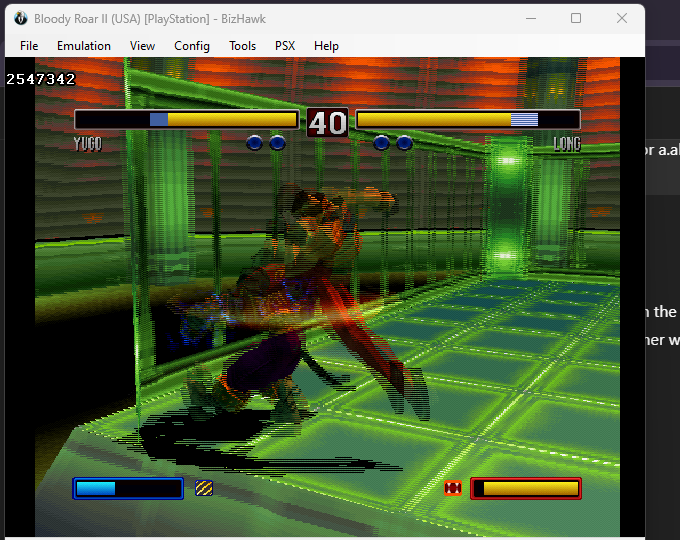 Bloody Roar II (USA) [PlayStation] - BizHawk
File Emulation View Config Tools PSX Help
2547342
40
YUGO LONG
or a.al
n the
ner w